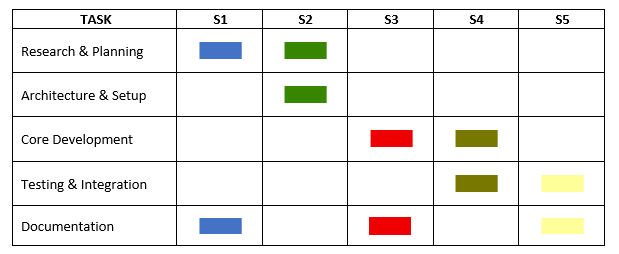 TASK S1 S2 S3 S4 S5
Research & Planning
Architecture & Setup
Core Development
Testing & Integration
Documentation